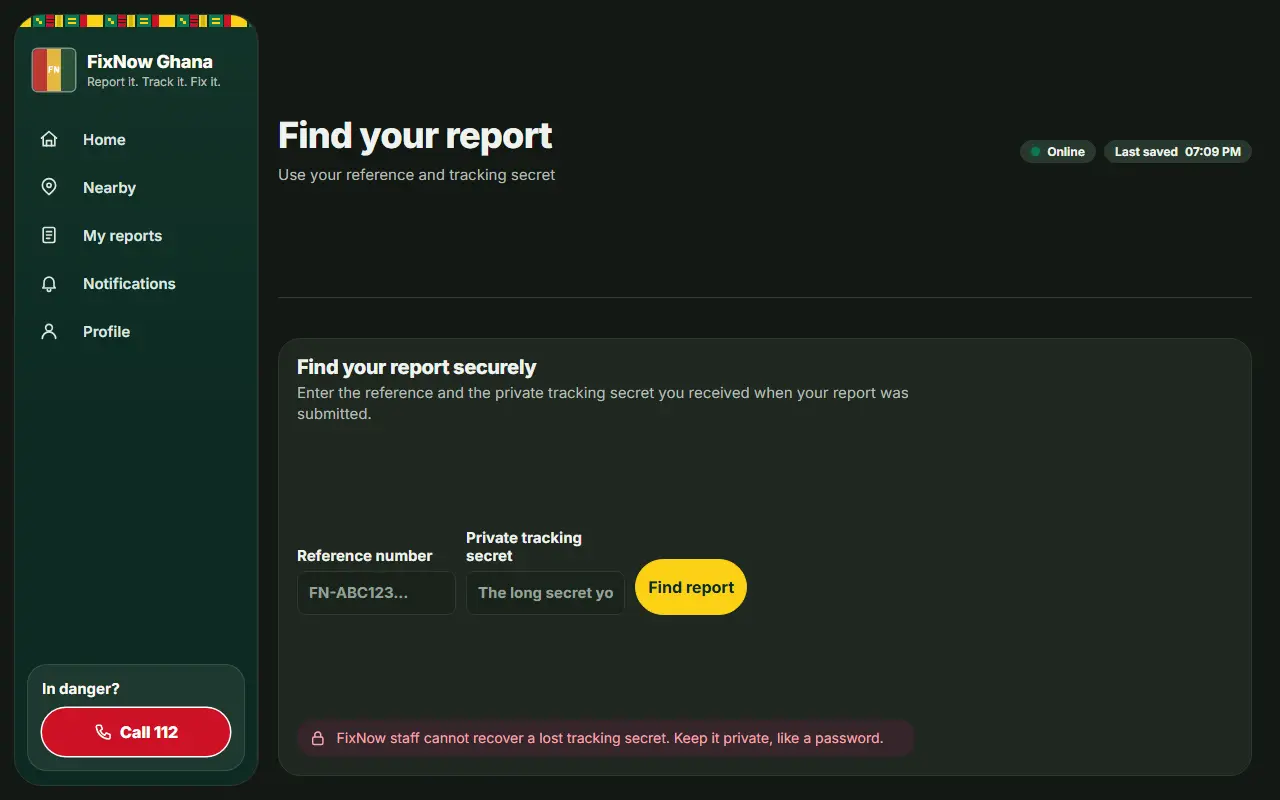 FN
FixNow Ghana
Report it. Track it. Fix it.
Home
Nearby
My reports
Notifications
Profile
In danger?
Call 112
Find your report
Use your reference and tracking secret
Online
Last saved 07:09 PM
Find your report securely
Enter the reference and the private tracking secret you received when your report was
submitted.
Reference number
FN-ABC123...
Private tracking
secret
The long secret yo
Find report
FixNow staff cannot recover a lost tracking secret. Keep it private, like a password.